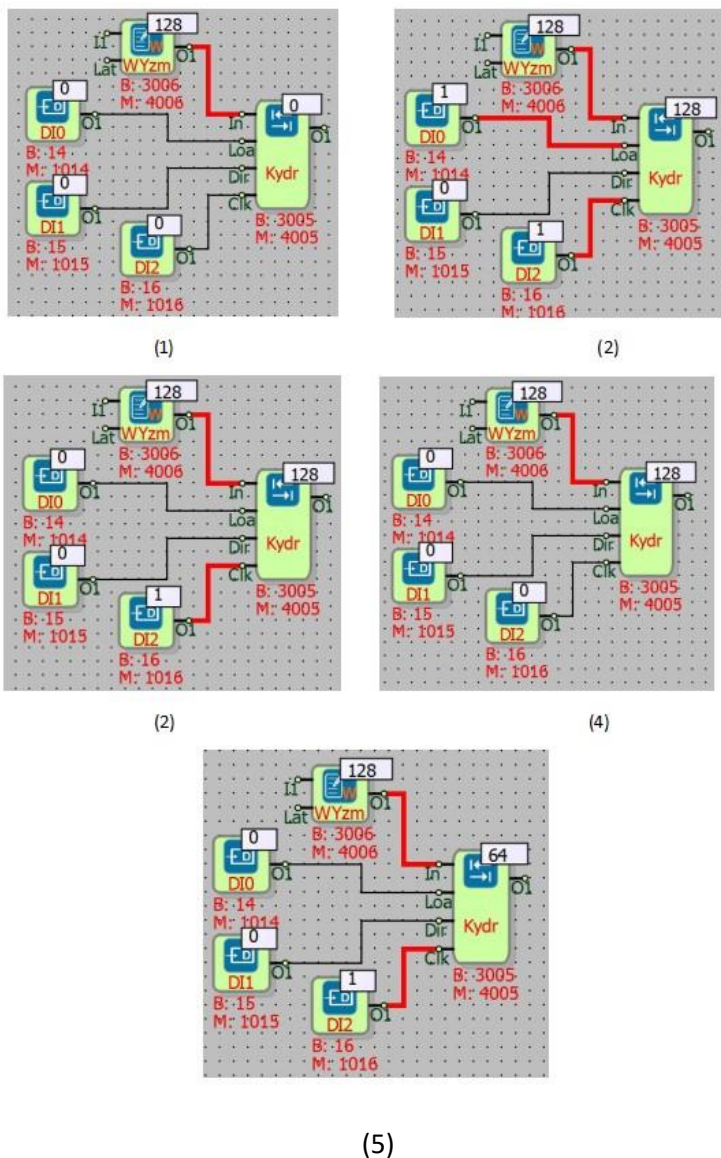 128
I1
O1
Lat
WYzm
B: 3006
M: 4006
0
DI0
O1
B: 14
M: 1014
0
DI1
O1
B: 15
M: 1015
0
DI2
O1
B: 16
M: 1016
0
In
Loa
Dir
Clk
Kydr
O1
B: 3005
M: 4005
(1)
128
I1
O1
Lat
WYzm
B: 3006
M: 4006
1
DI0
O1
B: 14
M: 1014
0
DI1
O1
B: 15
M: 1015
1
DI2
O1
B: 16
M: 1016
128
In
Loa
Dir
Clk
Kydr
O1
B: 3005
M: 4005
(2)
128
I1
O1
Lat
WYzm
B: 3006
M: 4006
0
DI0
O1
B: 14
M: 1014
0
DI1
O1
B: 15
M: 1015
1
DI2
O1
B: 16
M: 1016
128
In
Loa
Dir
Clk
Kydr
O1
B: 3005
M: 4005
(2)
128
I1
O1
Lat
WYzm
B: 3006
M: 4006
0
DI0
O1
B: 14
M: 1014
0
DI1
O1
B: 15
M: 1015
0
DI2
O1
B: 16
M: 1016
128
In
Loa
Dir
Clk
Kydr
O1
B: 3005
M: 4005
(4)
128
I1
O1
Lat
WYzm
B: 3006
M: 4006
0
DI0
O1
B: 14
M: 1014
0
DI1
O1
B: 15
M: 1015
1
DI2
O1
B: 16
M: 1016
64
In
Loa
Dir
Clk
Kydr
O1
B: 3005
M: 4005
(5)